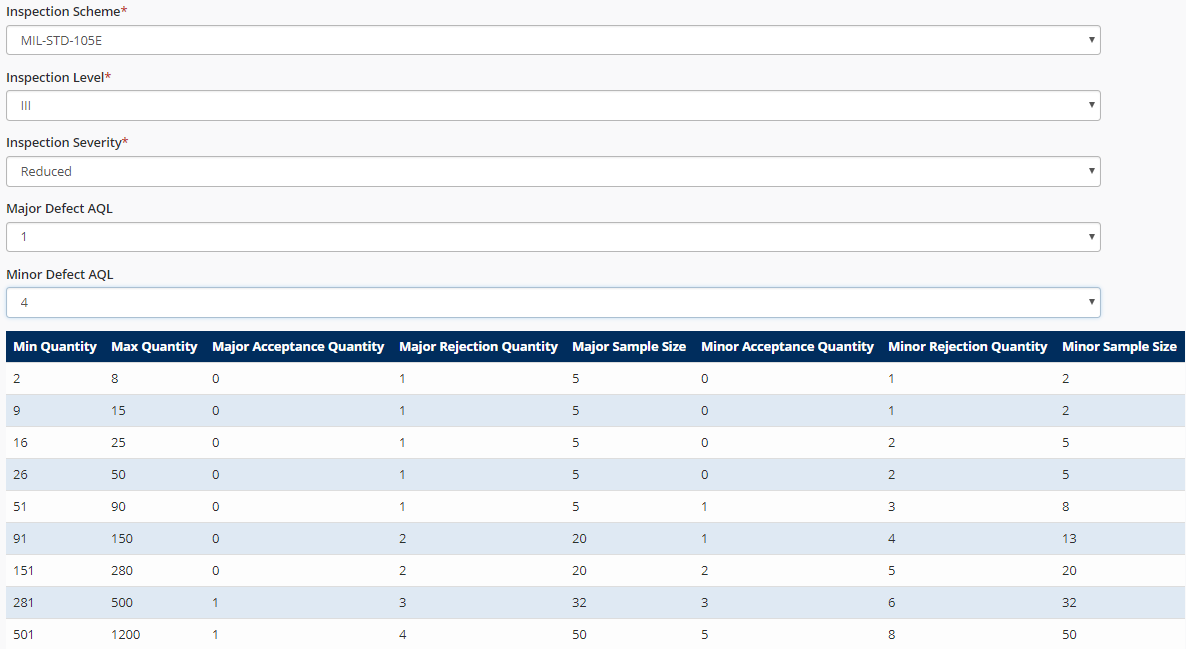 Inspection Scheme*
MIL-STD-105E
Inspection Level*
III
Inspection Severity*
Reduced
Major Defect AQL
1
Minor Defect AQL
4
Min Quantity Max Quantity Major Acceptance Quantity Major Rejection Quantity Major Sample Size Minor Acceptance Quantity Minor Rejection Quantity Minor Sample Size
2 8 0 1 5 0 1 2
9 15 0 1 5 0 1 2
16 25 0 1 5 0 2 5
26 50 0 1 5 0 2 5
51 90 0 1 5 1 3 8
91 150 0 2 20 1 4 13
151 280 0 2 20 2 5 20
281 500 1 3 32 3 6 32
501 1200 1 4 50 5 8 50